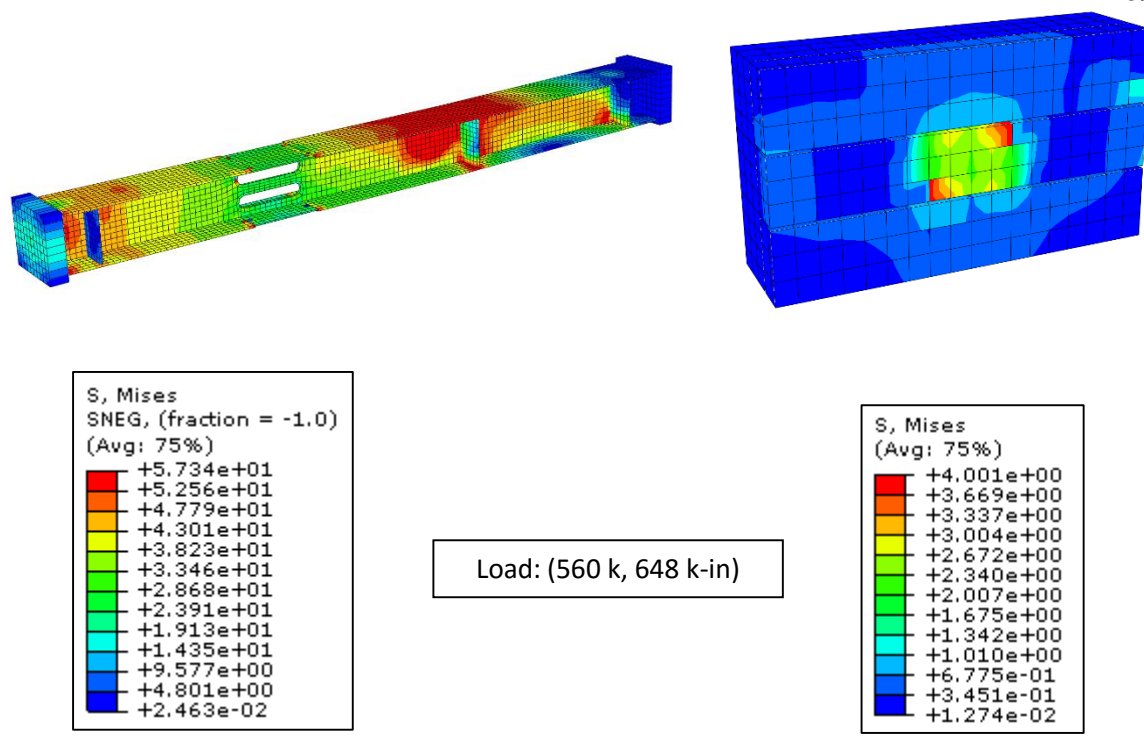 S, Mises
SNEG, (fraction = -1.0)
(Avg: 75%)
+5.734e+01
+5.256e+01
+4.779e+01
+4.301e+01
+3.823e+01
+3.346e+01
+2.868e+01
+2.391e+01
+1.913e+01
+1.435e+01
+9.577e+00
+4.801e+00
+2.463e-02
Load: (560 k, 648 k-in)
S, Mises
(Avg: 75%)
+4.001e+00
+3.669e+00
+3.337e+00
+3.004e+00
+2.672e+00
+2.340e+00
+2.007e+00
+1.675e+00
+1.342e+00
+1.010e+00
+6.775e-01
+3.451e-01
+1.274e-02